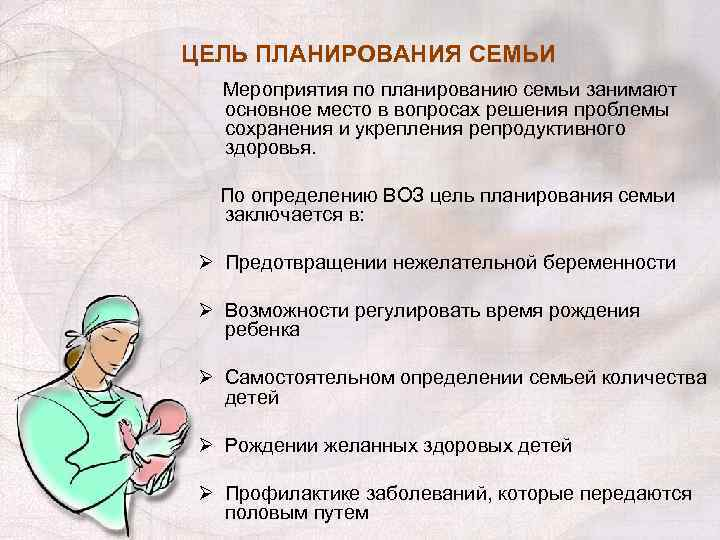 ЦЕЛЬ ПЛАНИРОВАНИЯ СЕМЬИ
Мероприятия по планированию семьи занимают
основное место в вопросах решения проблемы
сохранения и укрепления репродуктивного
здоровья.
По определению ВОЗ цель планирования семьи
заключается в:
Ø Предотвращении нежелательной беременности
Ø Возможности регулировать время рождения
ребенка
Ø Самостоятельном определении семьей количества
детей
Ø Рождении желанных здоровых детей
Ø Профилактике заболеваний, которые передаются
половым путем